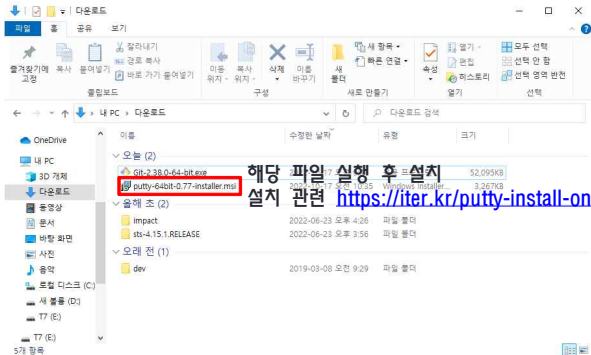 다운로드
파일 홈 공유 보기
즐겨찾기에 고정
복사 붙여넣기
잘라내기
경로 복사
바로 가기 붙여넣기
클립보드
이동 위치
복사 위치
삭제
이름 바꾸기
구성
새 폴더
새 항목
빠른 연결
새로 만들기
속성
열기
편집
히스토리
열기
모두 선택
선택 안 함
선택 영역 반전
선택
내 PC > 다운로드
다운로드 검색
이름 수정한 날짜 유형 크기
OneDrive
내 PC
3D 개체
다운로드
동영상
문서
바탕 화면
사진
음악
로컬 디스크 (C:)
새 볼륨 (D:)
T7 (E:)
T7 (E:)
오늘 (2)
Git-2.38.0-64-bit.exe 52,095KB
putty-64bit-0.77-installer.msi 2022-10-17 오전 10:35 Windows Installer... 3,267KB
해당 파일 실행 후 설치
설치 관련 https://iter.kr/putty-install-on
올해 초 (2)
impact 2022-06-23 오후 4:26 파일 폴더
sts-4.15.1.RELEASE 2022-06-23 오후 3:56 파일 폴더
오래 전 (1)
dev 2019-03-08 오전 9:29 파일 폴더
5개 항목